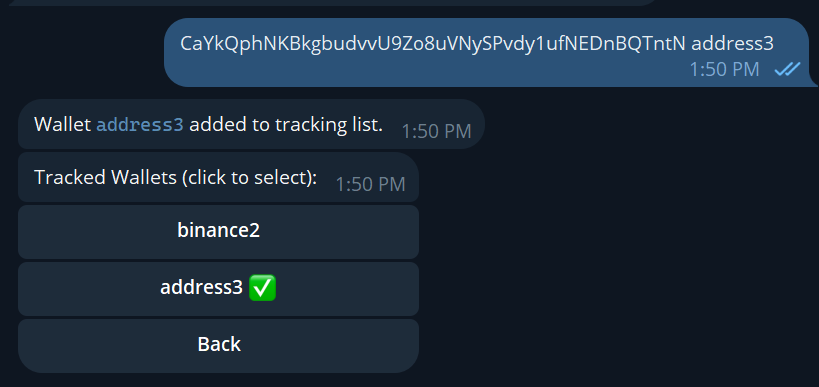 CaYkQphNKBkgbudvvU9Zo8uVNySPvdy1ufNEDnBQTntN address3
1:50 PM
Wallet address3 added to tracking list. 1:50 PM
Tracked Wallets (click to select): 1:50 PM
binance2
address3 ✅
Back